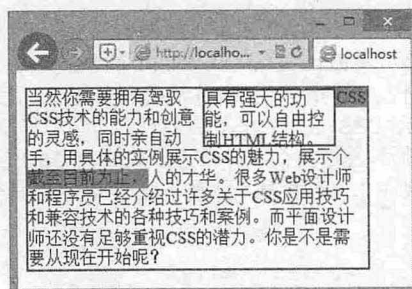 http://localho...
localhost
当然你需要拥有驾驭
CSS技术的能力和创意
的灵感，同时亲自动
具有强大的功
能，可以自由控
制HTML结构。
CSS
手，用具体的实例展示CSS的魅力，展示个
截至目前为止，人的才华。很多Web设计师
和程序员已经介绍过许多关于CSS应用技巧
和兼容技术的各种技巧和案例。而平面设计
师还没有足够重视CSS的潜力。你是不是需
要从现在开始呢？